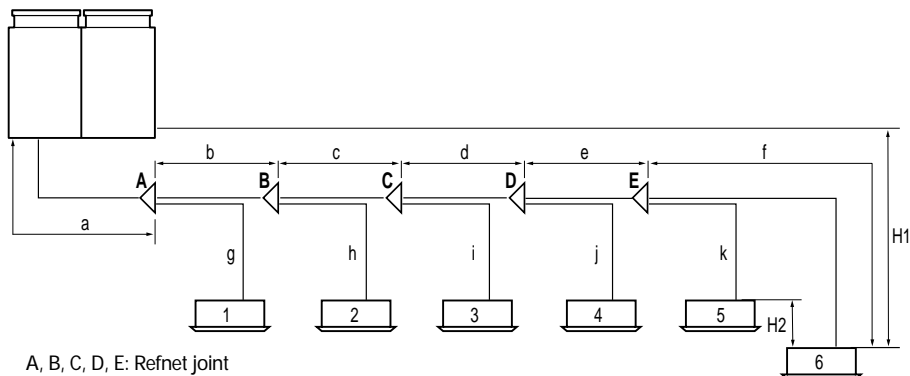 b c d e f
A B C D E
a
g h i j k
H1
1 2 3 4 5
H2
6
A, B, C, D, E: Refnet joint